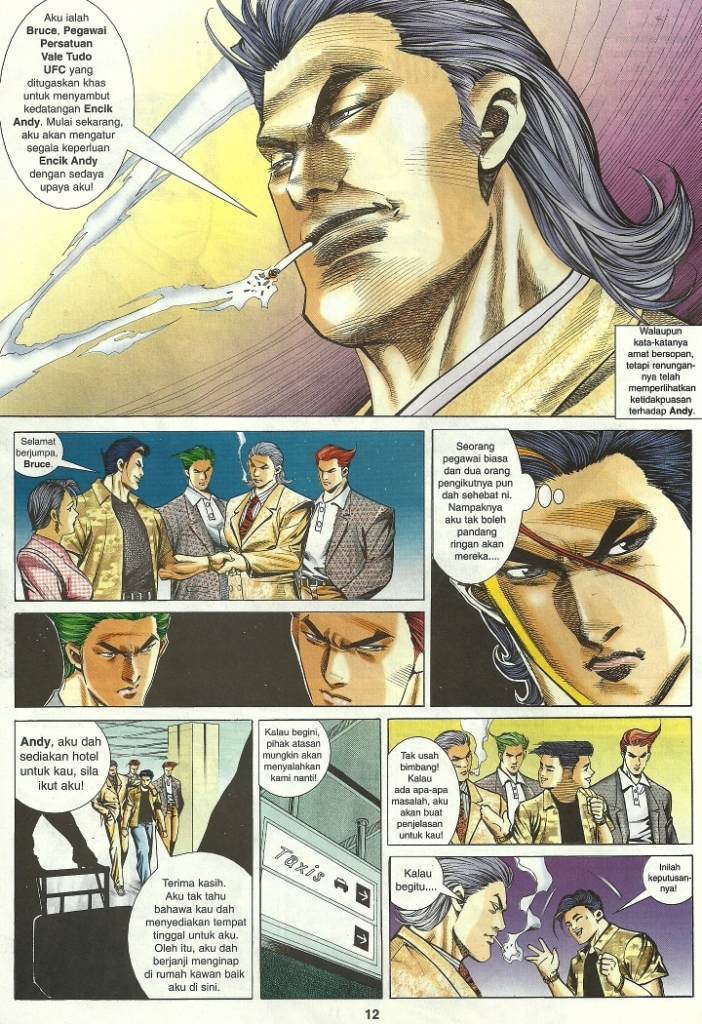 Aku ialah
Bruce, Pegawai
Persatuan
Vale Tudo
UFC yang
ditugaskan khas
untuk menyambut
kedatangan Encik
Andy. Mulai sekarang,
aku akan mengatur
segala keperluan
Encik Andy
dengan sedaya
upaya aku!
Walaupun
kata-katanya
amat bersopan,
tetapi renungan-
nya telah
memperlihatkan
ketidakpuasan
terhadap Andy.
Selamat
berjumpa,
Bruce.
Seorang
pegawai biasa
dan dua orang
pengikutnya pun
dah sehebat ni.
Nampaknya
aku tak boleh
pandang
ringan akan
mereka....
Andy, aku dah
sediakan hotel
untuk kau, sila
ikut aku!
Terima kasih.
Aku tak tahu
bahawa kau dah
menyediakan tempat
tinggal untuk aku.
Oleh itu, aku dah
berjanji menginap
di rumah kawan baik
aku di sini.
Kalau begini,
pihak atasan
mungkin akan
menyalahkan
kami nanti!
Taxis
Tak usah
bimbang!
Kalau
ada apa-apa
masalah, aku
akan buat
penjelasan
untuk kau!
Kalau
begitu....
Inilah
keputusan-
nya!
12